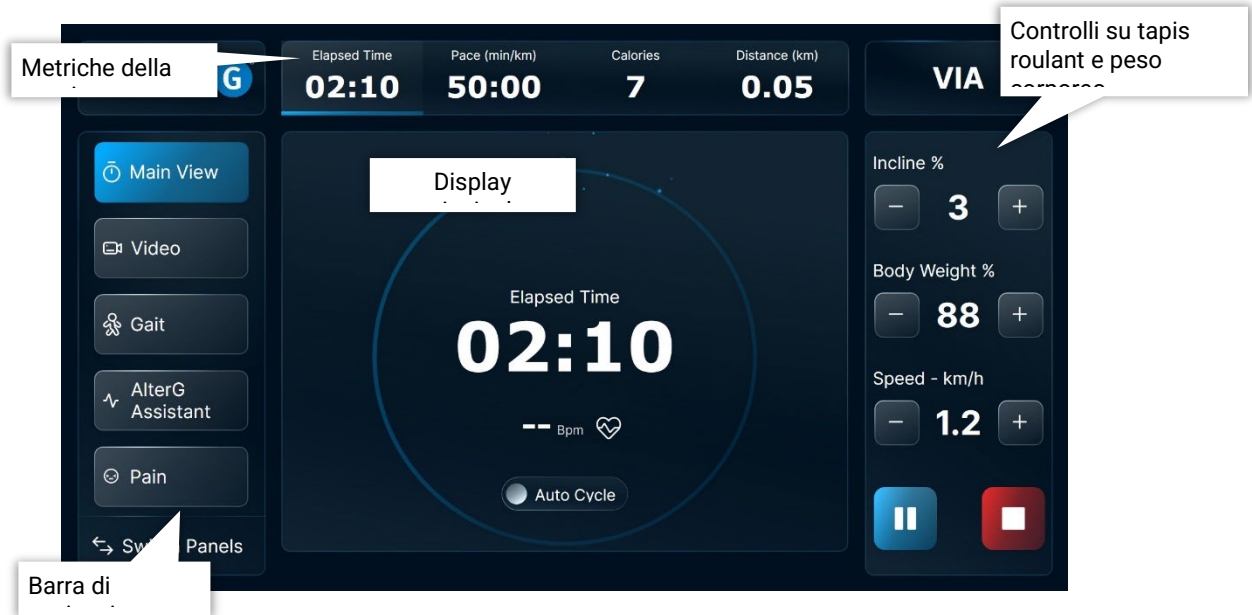 Metriche della
G
Elapsed Time
02:10
Pace (min/km)
50:00
Calories
7
Distance (km)
0.05
VIA
Controlli su tapis
roulant e peso
Main View
Video
Gait
AlterG
Assistant
Pain
Panels
Barra di
Display
Elapsed Time
02:10
-- Bpm
Auto Cycle
Incline %
− 3 +
Body Weight %
− 88 +
Speed - km/h
− 1.2 +